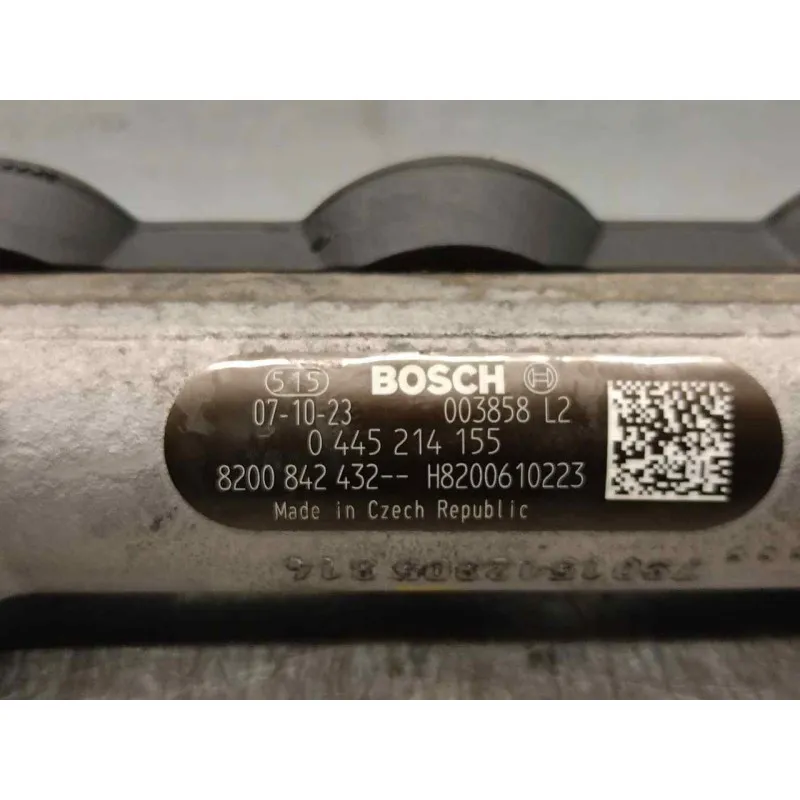 515 BOSCH
07-10-23 003858 L2
0 445 214 155
8200 842 432-- H8200610223
Made in Czech Republic